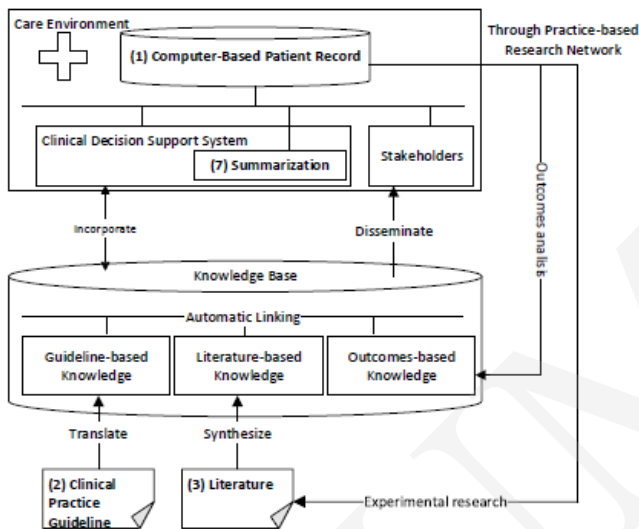 Care Environment
(1) Computer-Based Patient Record
Through Practice-based
Research Network
Clinical Decision Support System
(7) Summarization
Stakeholders
Outcomes analisis
Incorporate
Disseminate
Knowledge Base
Automatic Linking
Guideline-based
Knowledge
Literature-based
Knowledge
Outcomes-based
Knowledge
Translate
Synthesize
(2) Clinical
Practice
Guideline
(3) Literature
Experimental research